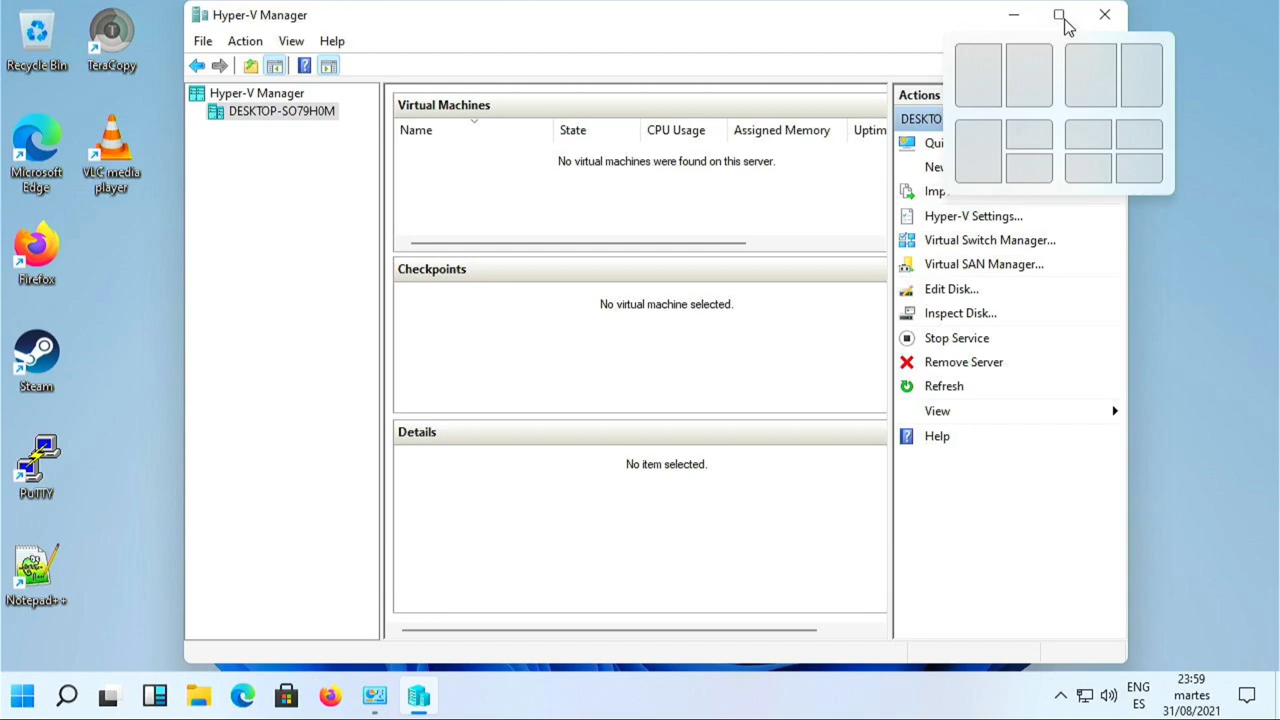 Recycle Bin
TeraCopy
Microsoft
Edge
VLC media
player
Firefox
Steam
PuTTY
Notepad++
Hyper-V Manager
File Action View Help
Hyper-V Manager
DESKTOP-SO79H0M
Virtual Machines
Name State CPU Usage Assigned Memory Uptim
No virtual machines were found on this server.
Checkpoints
No virtual machine selected.
Details
No item selected.
Actions
DESKTO
Qui
Nev
Imp
Hyper-V Settings...
Virtual Switch Manager...
Virtual SAN Manager...
Edit Disk...
Inspect Disk...
Stop Service
Remove Server
Refresh
View
Help
ENG
ES
23:59
martes
31/08/2021